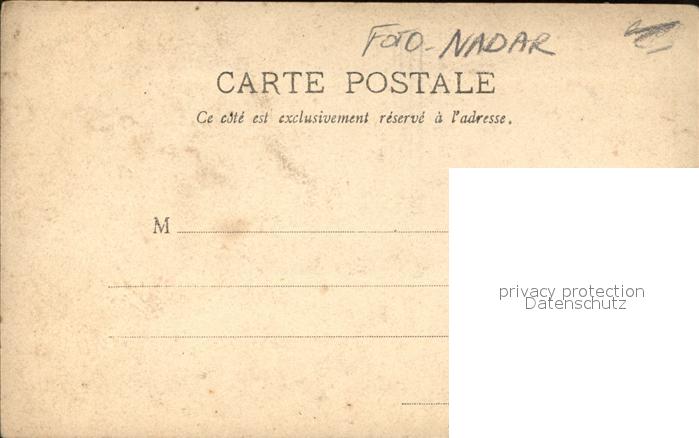 FOTO - NADAR
CARTE POSTALE
Ce côté est exclusivement réservé à l'adresse.
M
privacy protection
Datenschutz